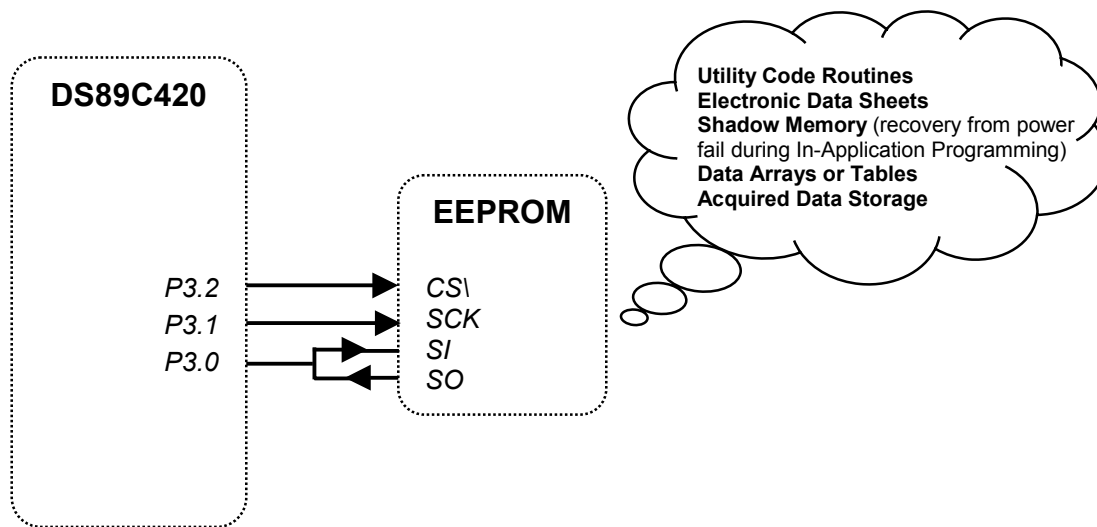 DS89C420
P3.2
P3.1
P3.0
EEPROM
CS\
SCK
SI
SO
Utility Code Routines
Electronic Data Sheets
Shadow Memory (recovery from power
fail during In-Application Programming)
Data Arrays or Tables
Acquired Data Storage